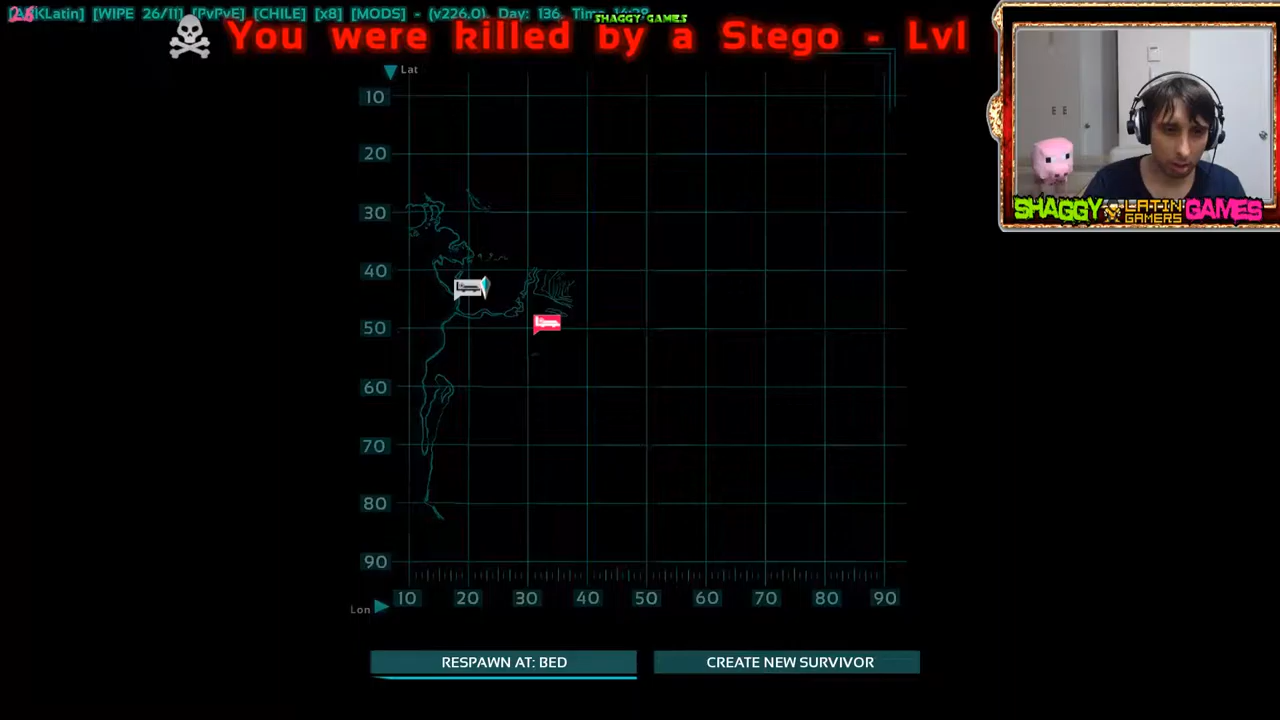 [WIPE 26/11] [PvPvE] [CHILE] [x8] [MODS] - (v226.0) Day: 136,
SHAGGY GAMES
You were killed by a Stego - Lvl
Lat
10
20
30
40
50
60
70
80
90
Lon
10 20 30 40 50 60 70 80 90
RESPAWN AT: BED
CREATE NEW SURVIVOR
SHAGGY LATIN GAMERS GAMES